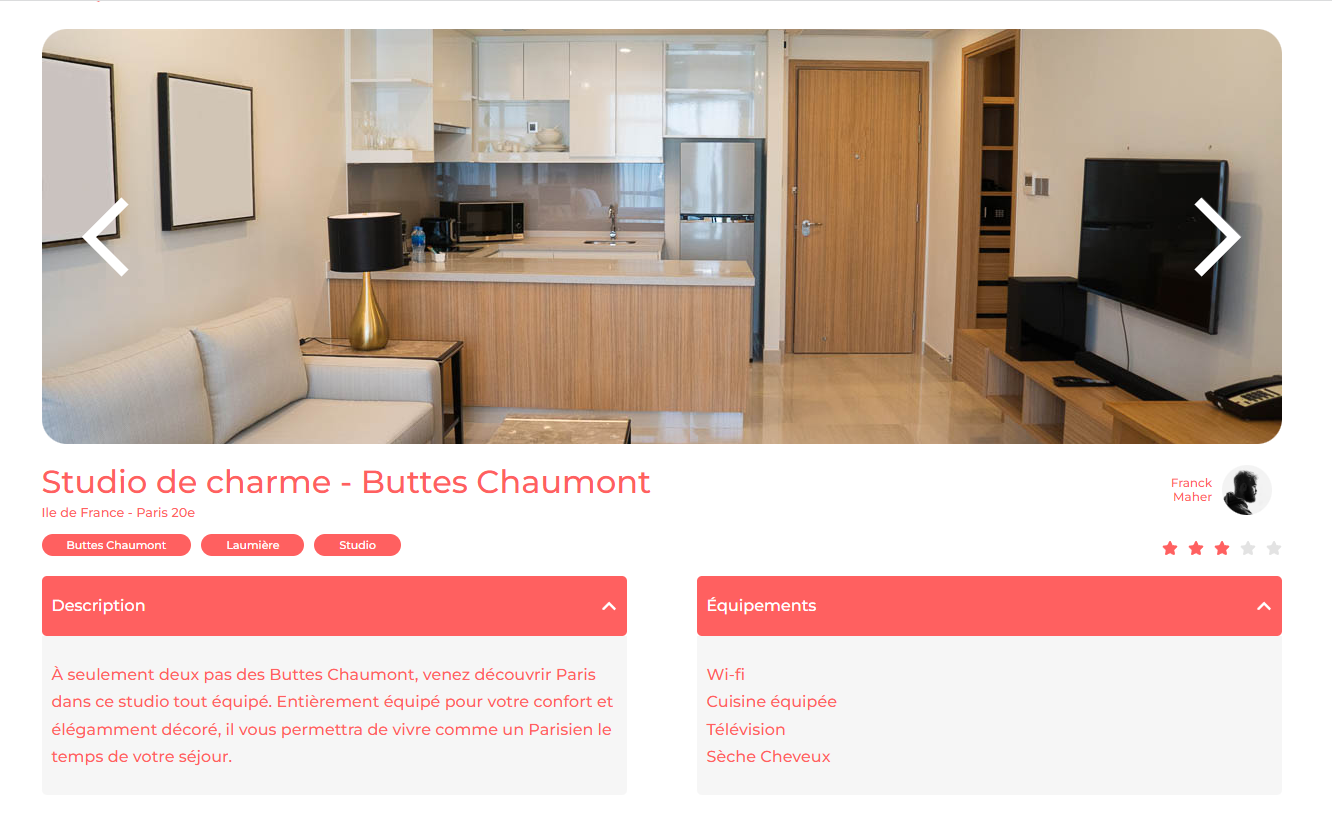 Studio de charme - Buttes Chaumont
Ile de France - Paris 20e
Franck
Maher
Buttes Chaumont
Laumière
Studio
Description
À seulement deux pas des Buttes Chaumont, venez découvrir Paris
dans ce studio tout équipé. Entièrement équipé pour votre confort et
élégamment décoré, il vous permettra de vivre comme un Parisien le
temps de votre séjour.
Équipements
Wi-fi
Cuisine équipée
Télévision
Sèche Cheveux